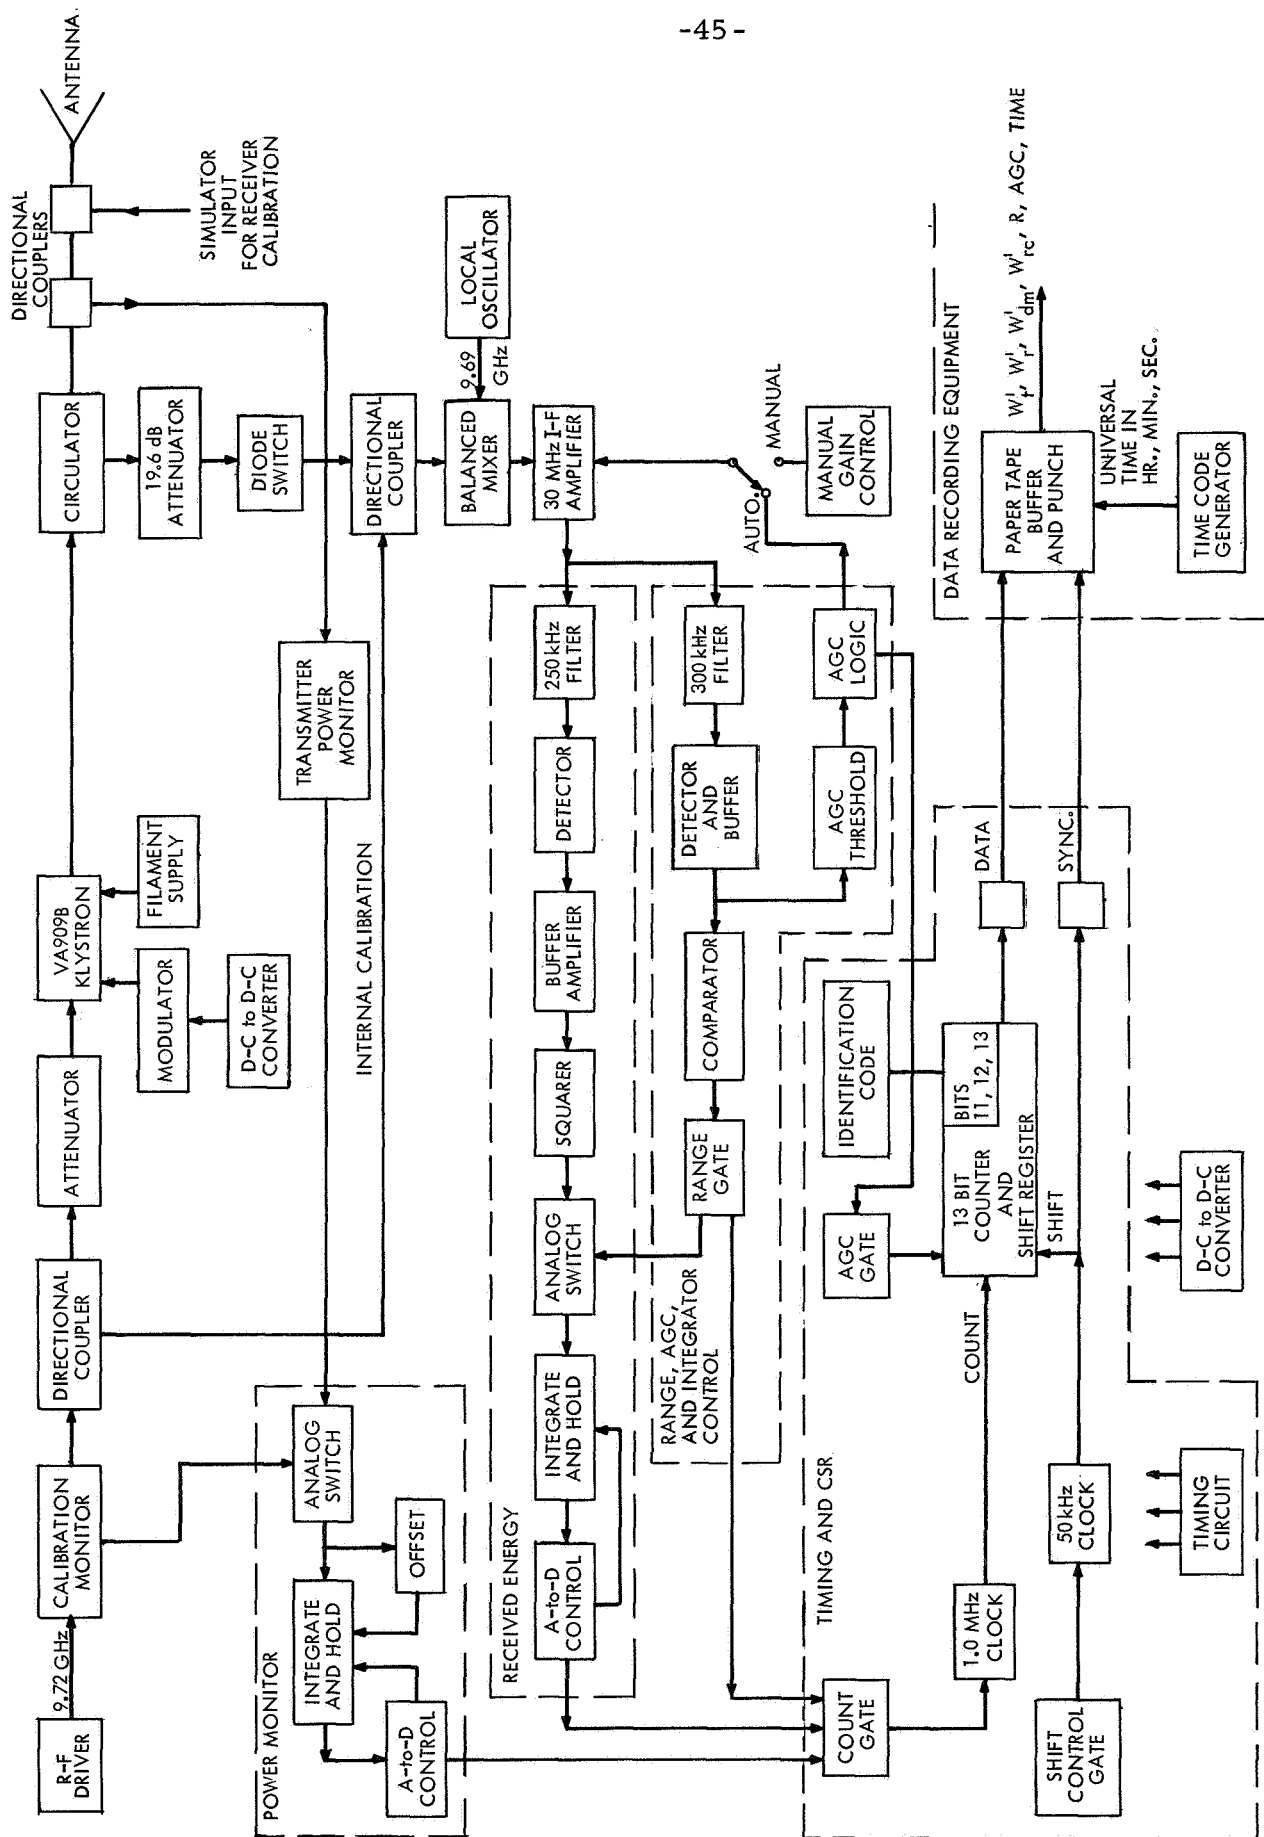 -45-
R-F
DRIVER
9.72 GHz
CALIBRATION
MONITOR
DIRECTIONAL
COUPLER
ATTENUATOR
VA909B
KLYSTRON
CIRCULATOR
DIRECTIONAL
COUPLERS
ANTENNA.
MODULATOR
FILAMENT
SUPPLY
D-C to D-C
CONVERTER
19.6 dB
ATTENUATOR
DIODE
SWITCH
SIMULATOR
INPUT
FOR RECEIVER
CALIBRATION
POWER MONITOR
ANALOG
SWITCH
INTEGRATE
AND HOLD
OFFSET
A-to-D
CONTROL
TRANSMITTER
POWER
MONITOR
INTERNAL CALIBRATION
DIRECTIONAL
COUPLER
BALANCED
MIXER
9.69
GHz
LOCAL
OSCILLATOR
30 MHz I-F
AMPLIFIER
RECEIVED ENERGY
A-to-D
CONTROL
INTEGRATE
AND HOLD
ANALOG
SWITCH
SQUARER
BUFFER
AMPLIFIER
DETECTOR
250 kHz
FILTER
RANGE, AGC,
AND INTEGRATOR
CONTROL
RANGE
GATE
COMPARATOR
DETECTOR
AND
BUFFER
300 kHz
FILTER
AGC
THRESHOLD
AGC
LOGIC
AUTO.
MANUAL
MANUAL
GAIN
CONTROL
TIMING AND CSR
COUNT
GATE
1.0 MHz
CLOCK
COUNT
AGC
GATE
IDENTIFICATION
CODE
13 BIT
COUNTER
AND
SHIFT REGISTER
BITS
11, 12, 13
SHIFT
DATA
SYNC.
SHIFT
CONTROL
GATE
50 kHz
CLOCK
TIMING
CIRCUIT
D-C to D-C
CONVERTER
DATA RECORDING EQUIPMENT
PAPER TAPE
BUFFER
AND PUNCH
W't, W'r, W'dm, W'rc, R, AGC, TIME
UNIVERSAL
TIME IN
HR., MIN., SEC.
TIME CODE
GENERATOR